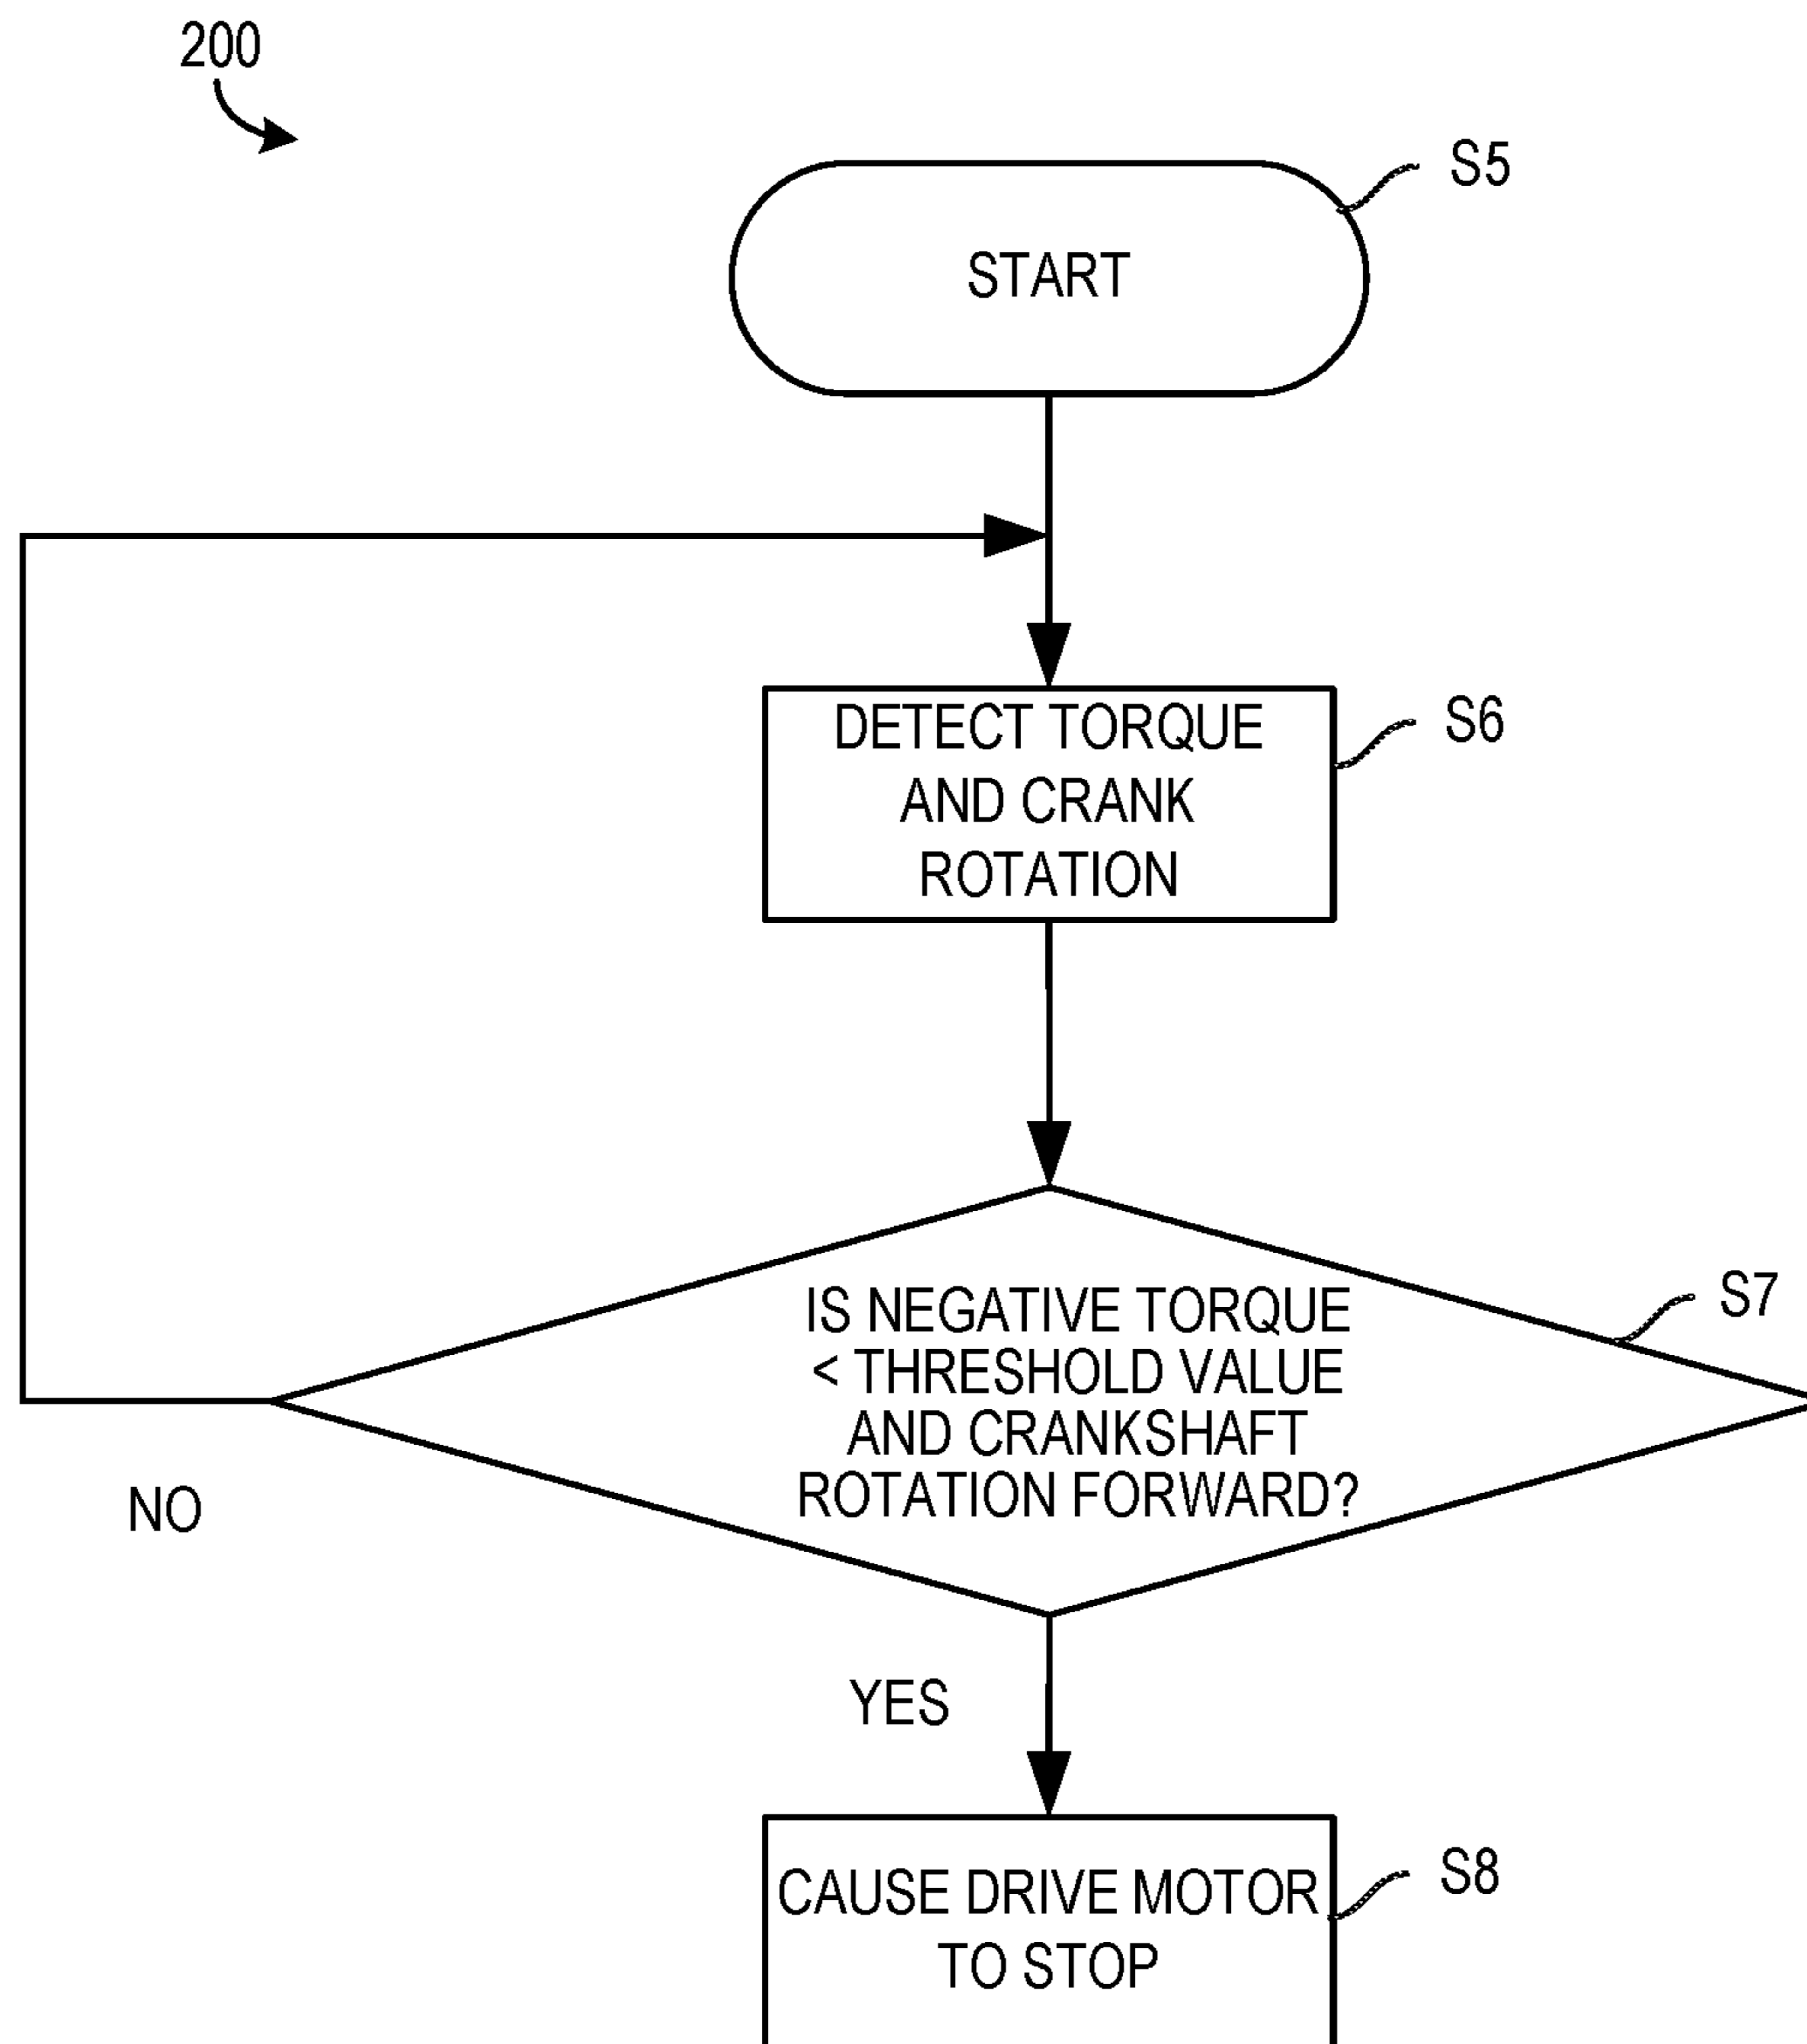 200
S5
START
S6
DETECT TORQUE
AND CRANK
ROTATION
S7
IS NEGATIVE TORQUE
< THRESHOLD VALUE
AND CRANKSHAFT
ROTATION FORWARD?
NO
YES
S8
CAUSE DRIVE MOTOR
TO STOP